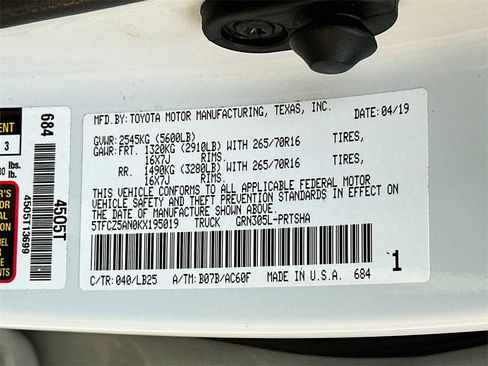 MFD.BY:TOYOTA MOTOR MANUFACTURING, TEXAS, INC. DATE: 04/19
GVWR:2545KG (5600LB)
GAWR:FRT. 1320KG (2910LB) WITH 265/70R16 TIRES,
16X7J RIMS.
RR. 1490KG (3280LB) WITH 265/70R16 TIRES,
16X7J RIMS.
THIS VEHICLE CONFORMS TO ALL APPLICABLE FEDERAL MOTOR
VEHICLE SAFETY AND THEFT PREVENTION STANDARDS IN EFFECT ON
THE DATE OF MANUFACTURE SHOWN ABOVE.
5TFCZ5AN0KX195019 TRUCK GRN305L-PRTSHA
C/TR:040/LB25 A/TM:B07B/AC60F MADE IN U.S.A. 684 1
684
4505T
4505T13699
3
lbs.